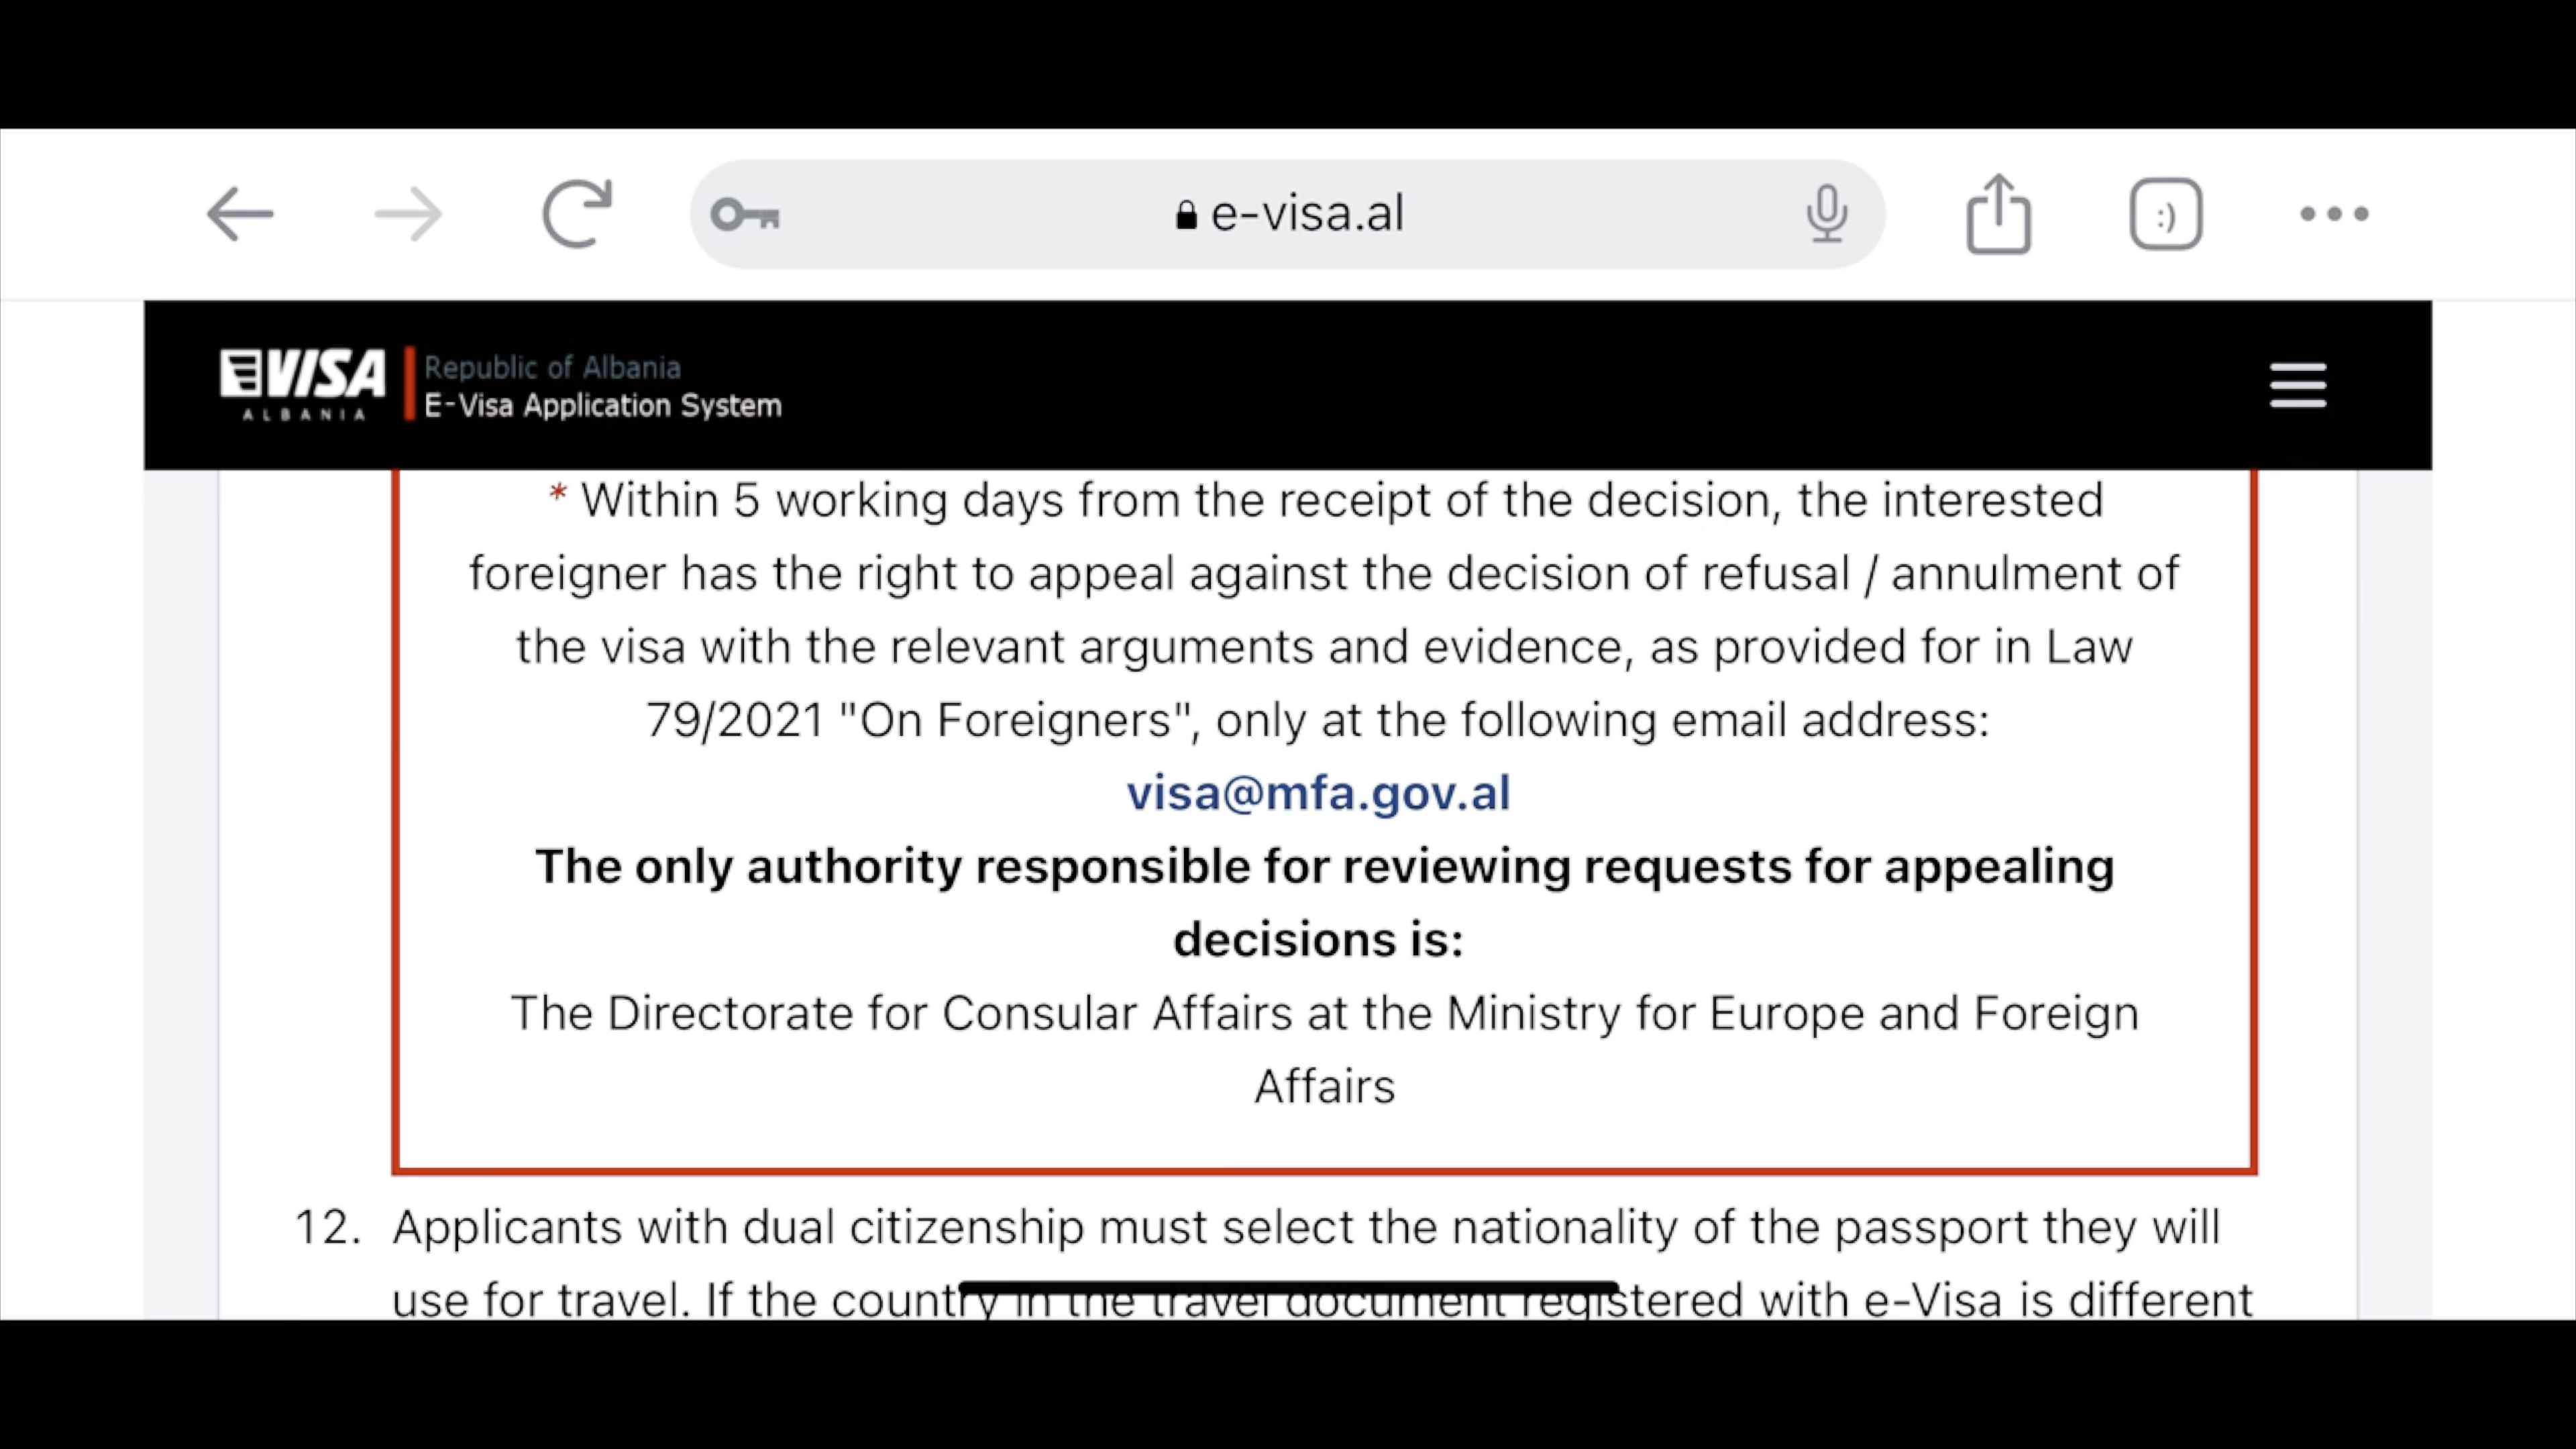 e-visa.al
:)
VISA
ALBANIA
Republic of Albania
E-Visa Application System
* Within 5 working days from the receipt of the decision, the interested
foreigner has the right to appeal against the decision of refusal / annulment of
the visa with the relevant arguments and evidence, as provided for in Law
79/2021 "On Foreigners", only at the following email address:
visa@mfa.gov.al
The only authority responsible for reviewing requests for appealing
decisions is:
The Directorate for Consular Affairs at the Ministry for Europe and Foreign
Affairs
12. Applicants with dual citizenship must select the nationality of the passport they will
use for travel. If the country in the travel document registered with e-Visa is different